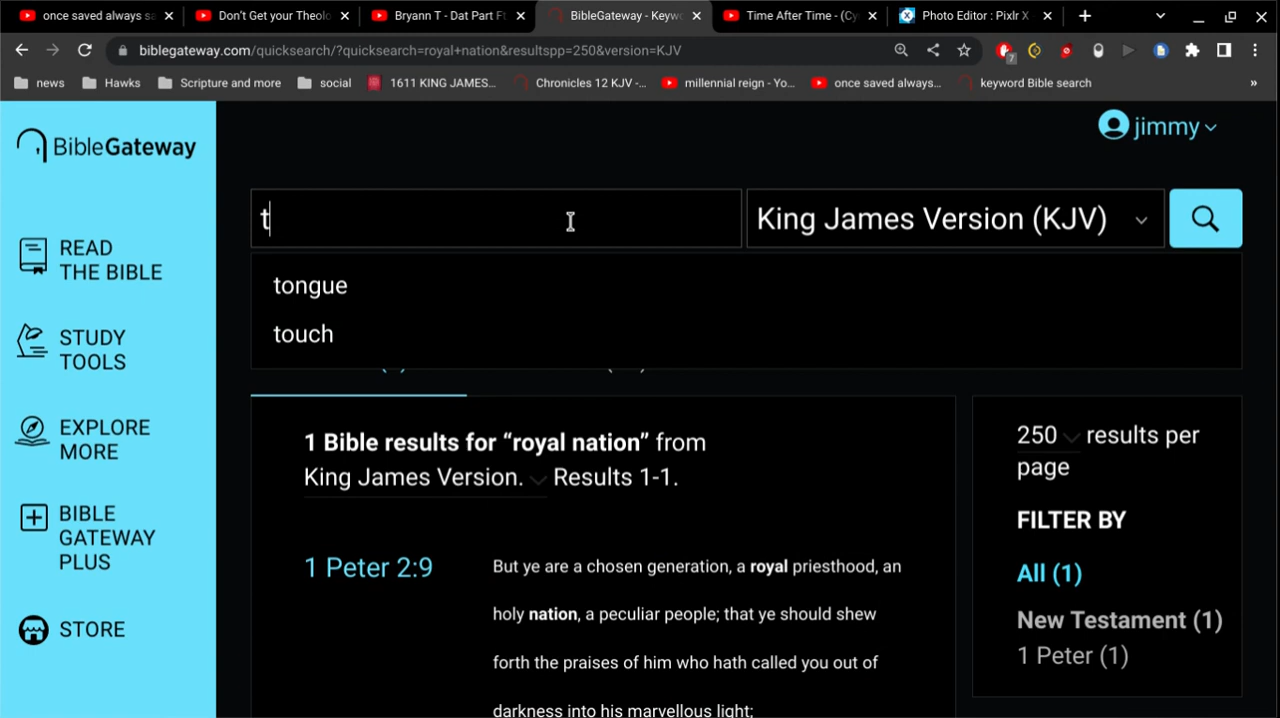 once saved always sa
Don't Get your Theolo
Bryann T - Dat Part Ft
BibleGateway - Keywo
Time After Time - (Cy
Photo Editor : Pixlr X
biblegateway.com/quicksearch/?quicksearch=royal+nation&resultspp=250&version=KJV
7
news
Hawks
Scripture and more
social
1611 KING JAMES...
Chronicles 12 KJV -...
millennial reign - Yo...
once saved always...
keyword Bible search
»
BibleGateway
jimmy
t
King James Version (KJV)
tongue
touch
READ
THE BIBLE
STUDY
TOOLS
EXPLORE
MORE
BIBLE
GATEWAY
PLUS
STORE
1 Bible results for “royal nation” from
King James Version. Results 1-1.
1 Peter 2:9
But ye are a chosen generation, a royal priesthood, an
holy nation, a peculiar people; that ye should shew
forth the praises of him who hath called you out of
darkness into his marvellous light;
250 results per
page
FILTER BY
All (1)
New Testament (1)
1 Peter (1)